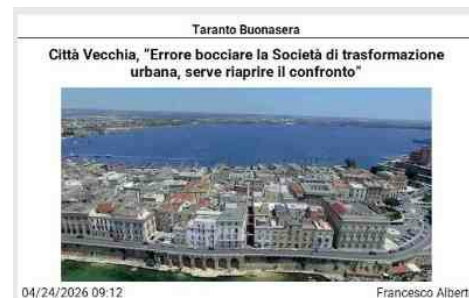 Taranto Buonasera
Città Vecchia, “Errore bocciare la Società di trasformazione
urbana, serve riaprire il confronto”
04/24/2026 09:12
Francesco Albert